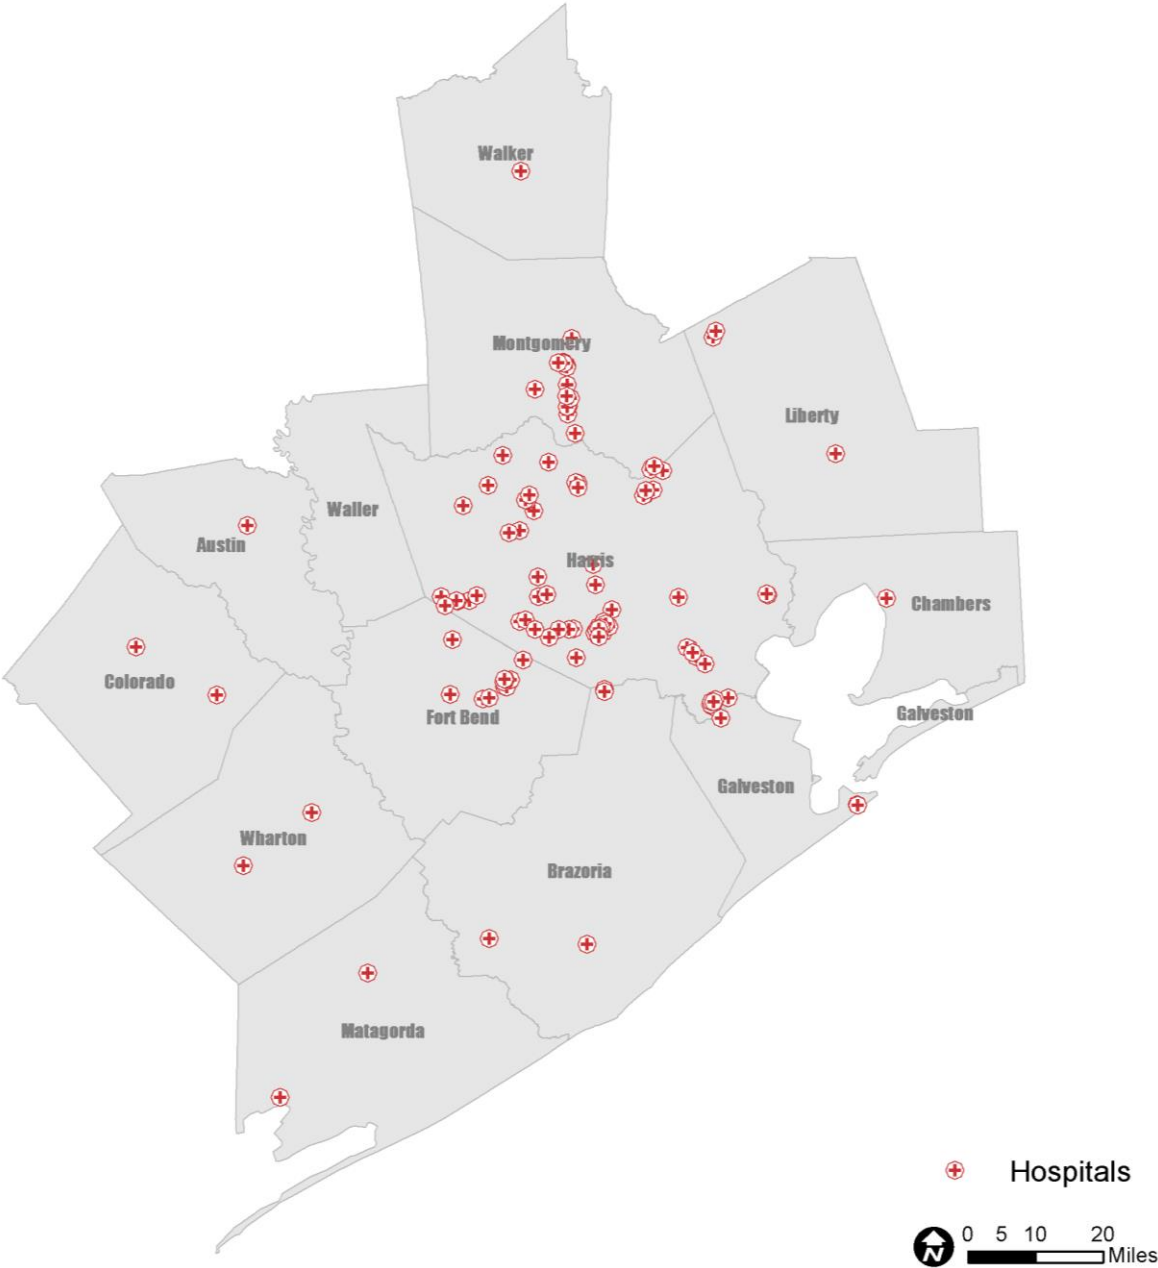 Walker
Montgomery
Liberty
Waller
Austin
Harris
Chambers
Colorado
Galveston
Fort Bend
Galveston
Wharton
Brazoria
Matagorda
Hospitals
N
0 5 10 20
Miles